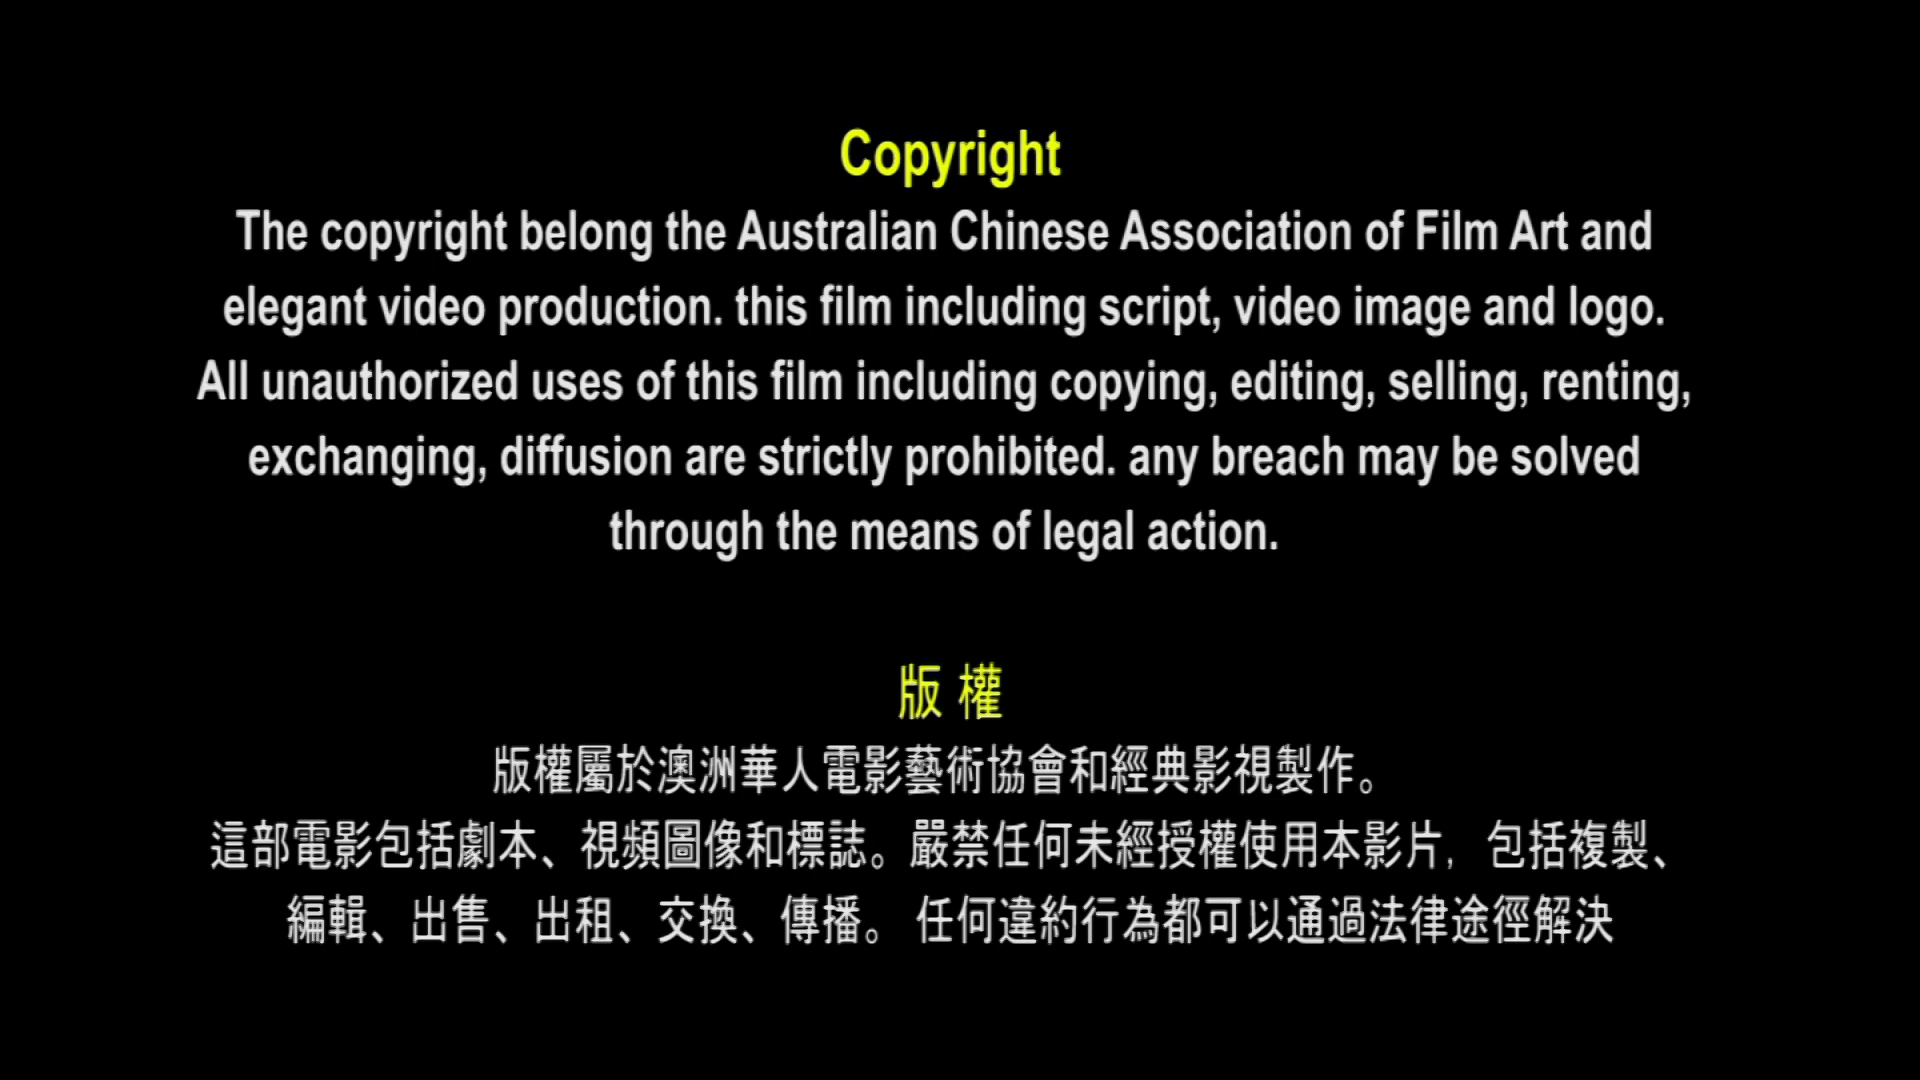 Copyright
The copyright belong the Australian Chinese Association of Film Art and
elegant video production. this film including script, video image and logo.
All unauthorized uses of this film including copying, editing, selling, renting,
exchanging, diffusion are strictly prohibited. any breach may be solved
through the means of legal action.
版 權
版權屬於澳洲華人電影藝術協會和經典影視製作。
這部電影包括劇本、視頻圖像和標誌。嚴禁任何未經授權使用本影片，包括複製、
編輯、出售、出租、交換、傳播。 任何違約行為都可以通過法律途徑解決